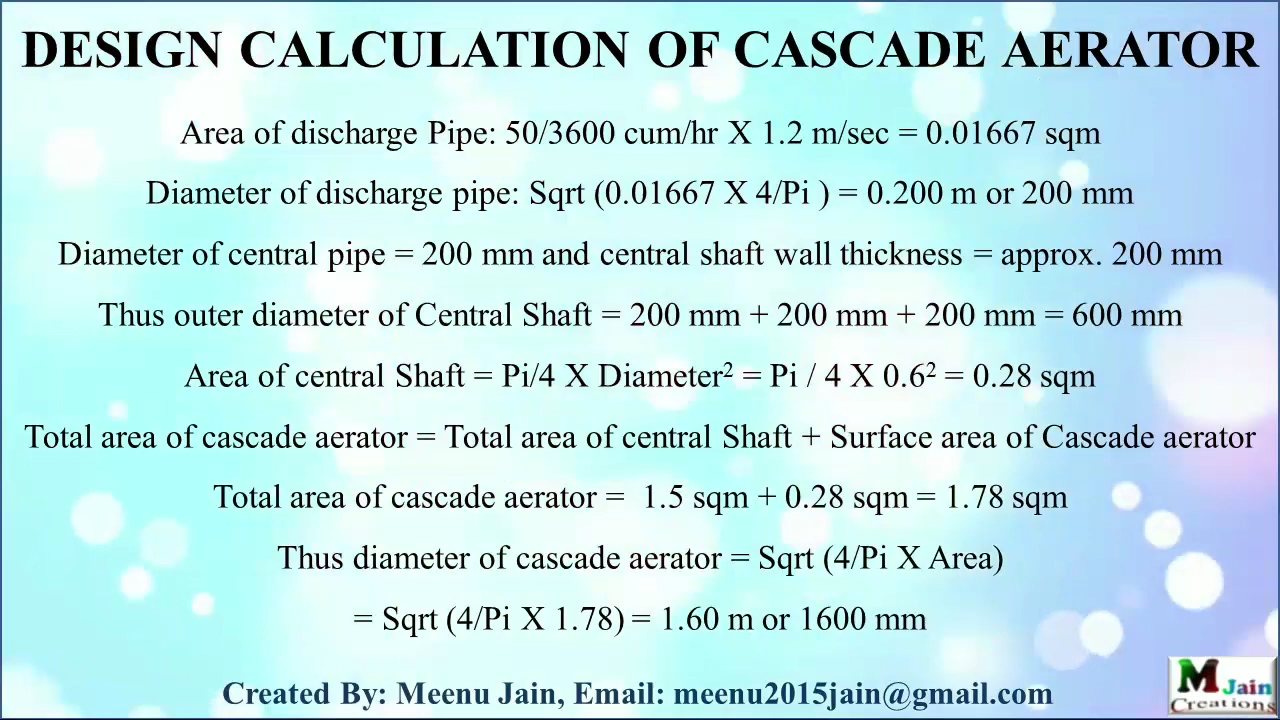 DESIGN CALCULATION OF CASCADE AERATOR
Area of discharge Pipe: 50/3600 cum/hr X 1.2 m/sec = 0.01667 sqm
Diameter of discharge pipe: Sqrt (0.01667 X 4/Pi ) = 0.200 m or 200 mm
Diameter of central pipe = 200 mm and central shaft wall thickness = approx. 200 mm
Thus outer diameter of Central Shaft = 200 mm + 200 mm + 200 mm = 600 mm
Area of central Shaft = Pi/4 X Diameter² = Pi / 4 X 0.6² = 0.28 sqm
Total area of cascade aerator = Total area of central Shaft + Surface area of Cascade aerator
Total area of cascade aerator = 1.5 sqm + 0.28 sqm = 1.78 sqm
Thus diameter of cascade aerator = Sqrt (4/Pi X Area)
= Sqrt (4/Pi X 1.78) = 1.60 m or 1600 mm
Created By: Meenu Jain, Email: meenu2015jain@gmail.com
M Jain
Creations